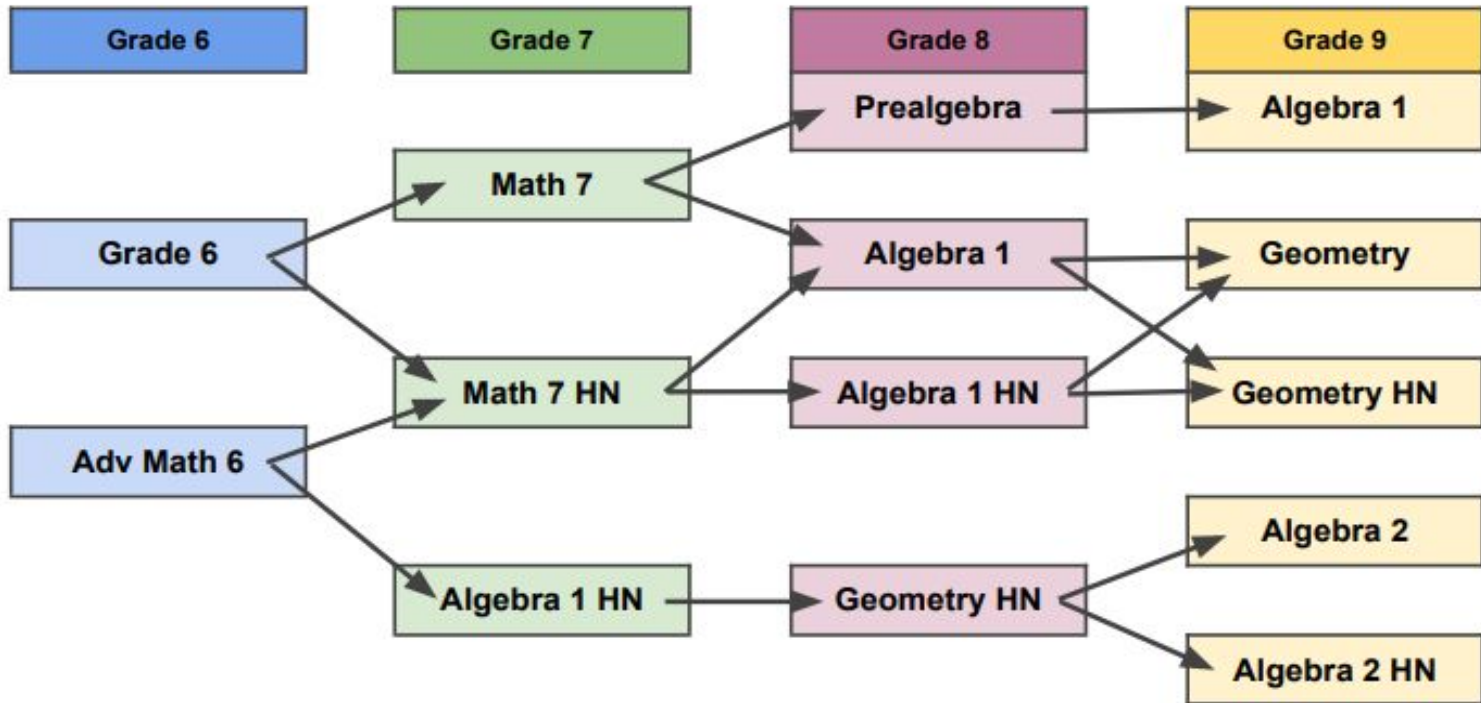 Grade 6
Grade 7
Grade 8
Grade 9
Prealgebra
Algebra 1
Math 7
Grade 6
Algebra 1
Geometry
Math 7 HN
Algebra 1 HN
Geometry HN
Adv Math 6
Algebra 2
Algebra 1 HN
Geometry HN
Algebra 2 HN